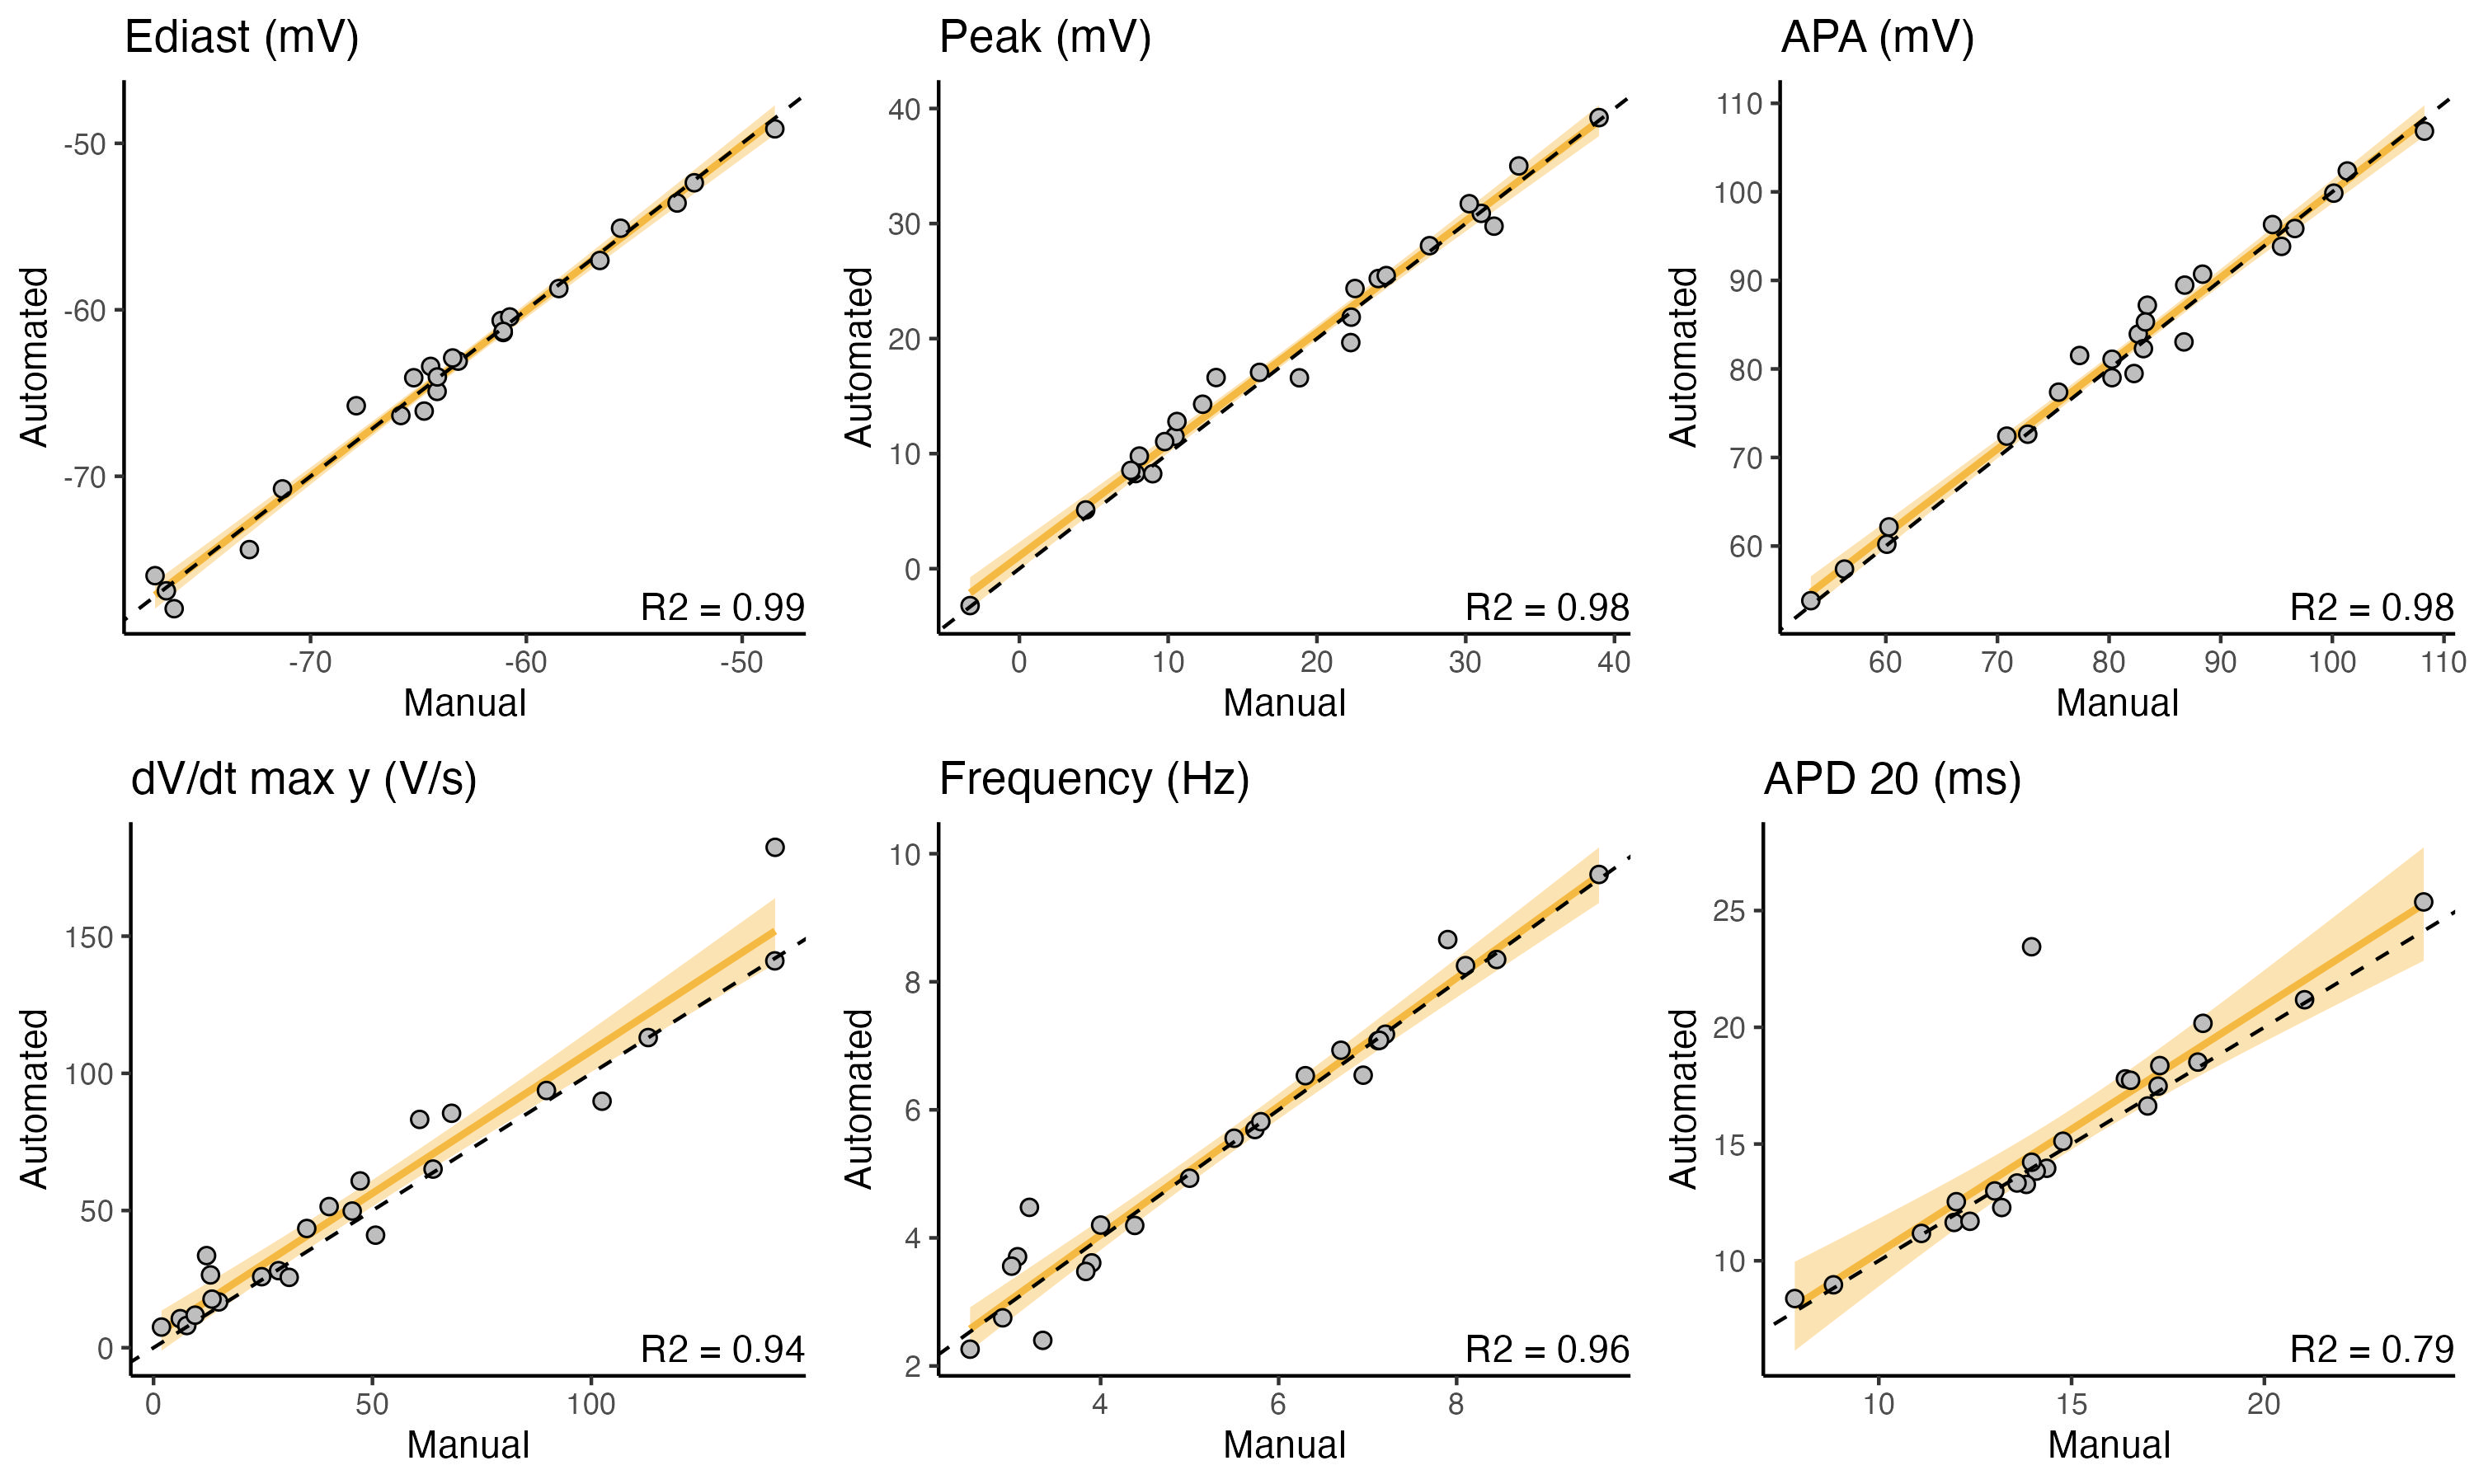 Ediast (mV)
Peak (mV)
APA (mV)
Automated
-50
-60
-70
R2 = 0.99
-70 -60 -50
Manual
Automated
40
30
20
10
0
R2 = 0.98
0 10 20 30 40
Manual
Automated
110
100
90
80
70
60
R2 = 0.98
60 70 80 90 100 110
Manual
dV/dt max y (V/s)
Frequency (Hz)
APD 20 (ms)
Automated
150
100
50
0
R2 = 0.94
0 50 100
Manual
Automated
10
8
6
4
2
R2 = 0.96
4 6 8
Manual
Automated
25
20
15
10
R2 = 0.79
10 15 20
Manual